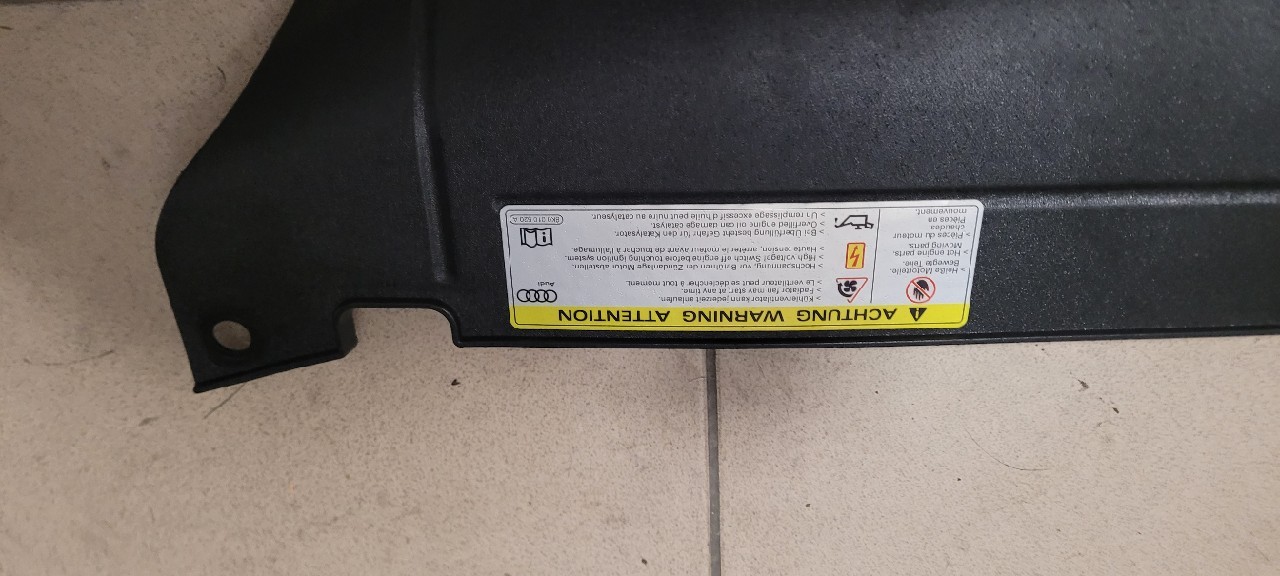 ACHTUNG WARNING ATTENTION
> Heiße Motorteile.
Bewegte Teile.
> Hot engine parts.
Moving parts.
> Pièces du moteur
chaudes
Pièces en
mouvement.
> Kühlerventilator kann jederzeit anlaufen.
> Radiator fan may start at any time.
> Le ventilateur peut se déclencher à tout moment.
> Hochspannung! Vor Berühren der Zündanlage Motor abstellen.
> High voltage! Switch off engine before touching ignition system.
> Haute tension, arrêter le moteur avant de toucher à l'allumage.
> Bei Überfüllung besteht Gefahr für den Katalysator.
> Overfilled engine oil can damage catalyst.
> Un remplissage excessif d'huile peut nuire au catalyseur.
Audi
010 520 A